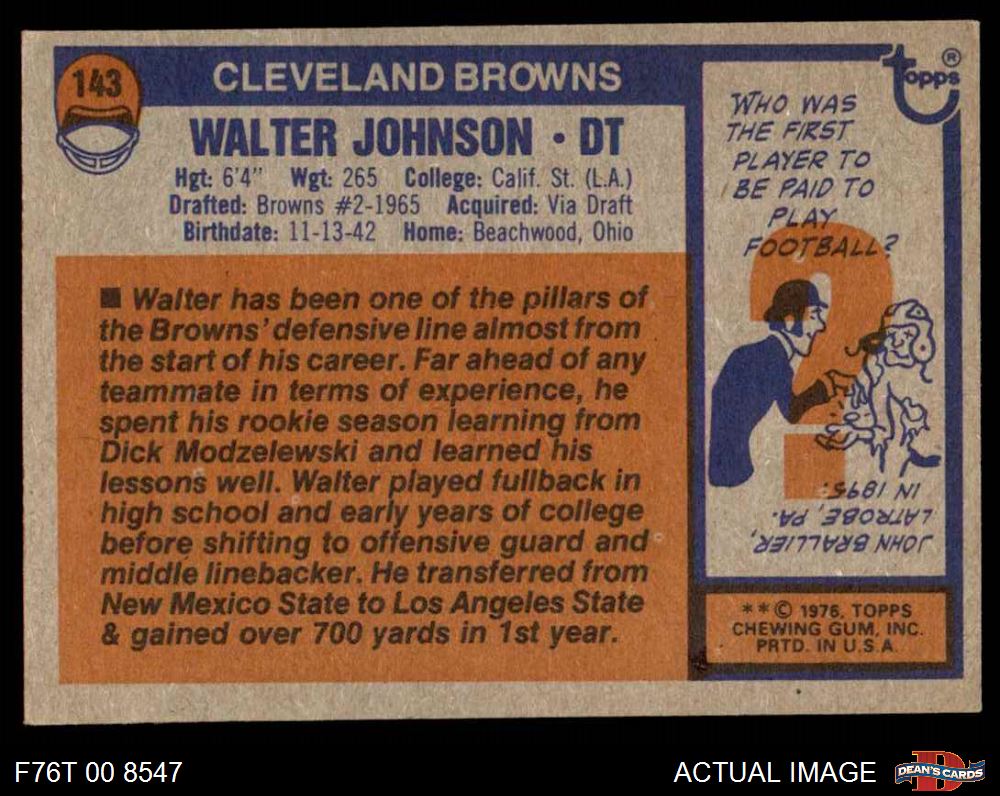 143
CLEVELAND BROWNS
WALTER JOHNSON • DT
Hgt: 6'4" Wgt: 265 College: Calif. St. (L.A.)
Drafted: Browns #2-1965 Acquired: Via Draft
Birthdate: 11-13-42 Home: Beachwood, Ohio
■ Walter has been one of the pillars of
the Browns' defensive line almost from
the start of his career. Far ahead of any
teammate in terms of experience, he
spent his rookie season learning from
Dick Modzelewski and learned his
lessons well. Walter played fullback in
high school and early years of college
before shifting to offensive guard and
middle linebacker. He transferred from
New Mexico State to Los Angeles State
& gained over 700 yards in 1st year.
topps®
WHO WAS
THE FIRST
PLAYER TO
BE PAID TO
PLAY
FOOTBALL?
?
JOHN BRALLIER,
LATROBE, PA.
IN 1895.
**© 1976, TOPPS
CHEWING GUM, INC.
PRTD. IN U.S.A.
F76T 00 8547
ACTUAL IMAGE
D
DEAN'S CARDS